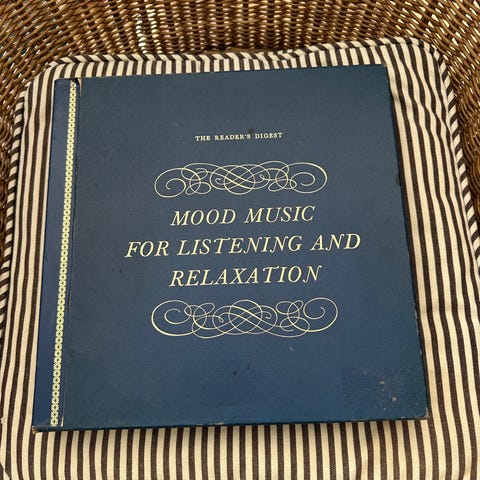 THE READER'S DIGEST
MOOD MUSIC
FOR LISTENING AND
RELAXATION